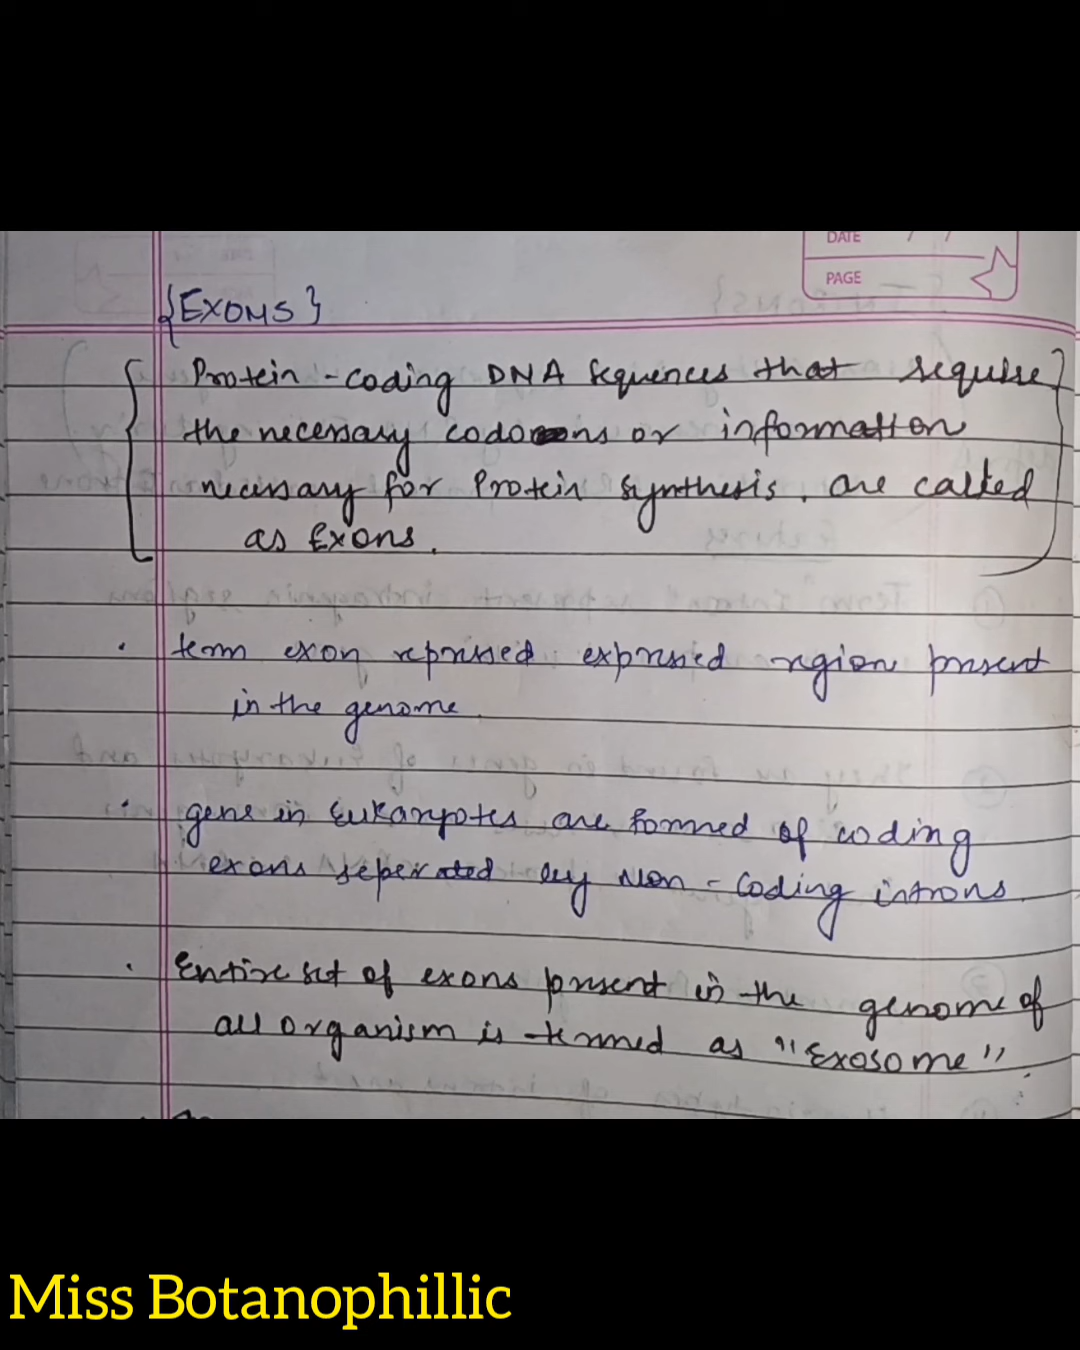 DATE / /
PAGE
{EXONS}
Protein-coding DNA sequences that require
the necessary codons or information
necessary for Protein synthesis. are called
as Exons.
. term exon represed expressed region present
in the genome.
. gene in Eukaryotes are formed of coding
exons seperated by Non-Coding introns.
. Entire set of exons present in the genome of
all organism is termed as "Exosome".
Miss Botanophillic